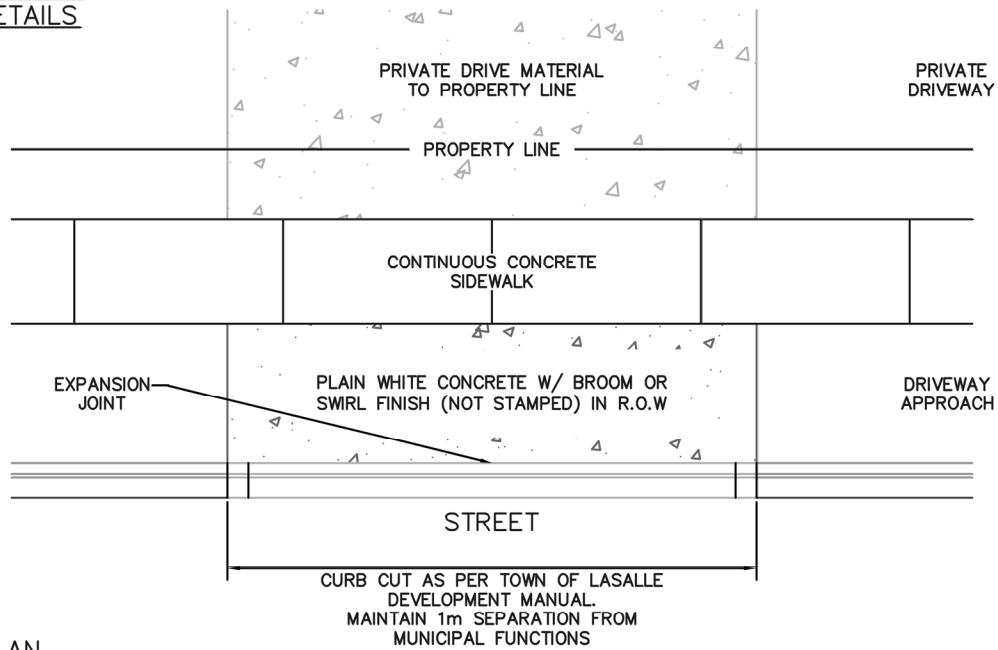 PRIVATE DRIVE MATERIAL
TO PROPERTY LINE
PRIVATE
DRIVEWAY
PROPERTY LINE
CONTINUOUS CONCRETE
SIDEWALK
EXPANSION
JOINT
PLAIN WHITE CONCRETE W/ BROOM OR
SWIRL FINISH (NOT STAMPED) IN R.O.W
DRIVEWAY
APPROACH
STREET
CURB CUT AS PER TOWN OF LASALLE
DEVELOPMENT MANUAL.
MAINTAIN 1m SEPARATION FROM
MUNICIPAL FUNCTIONS